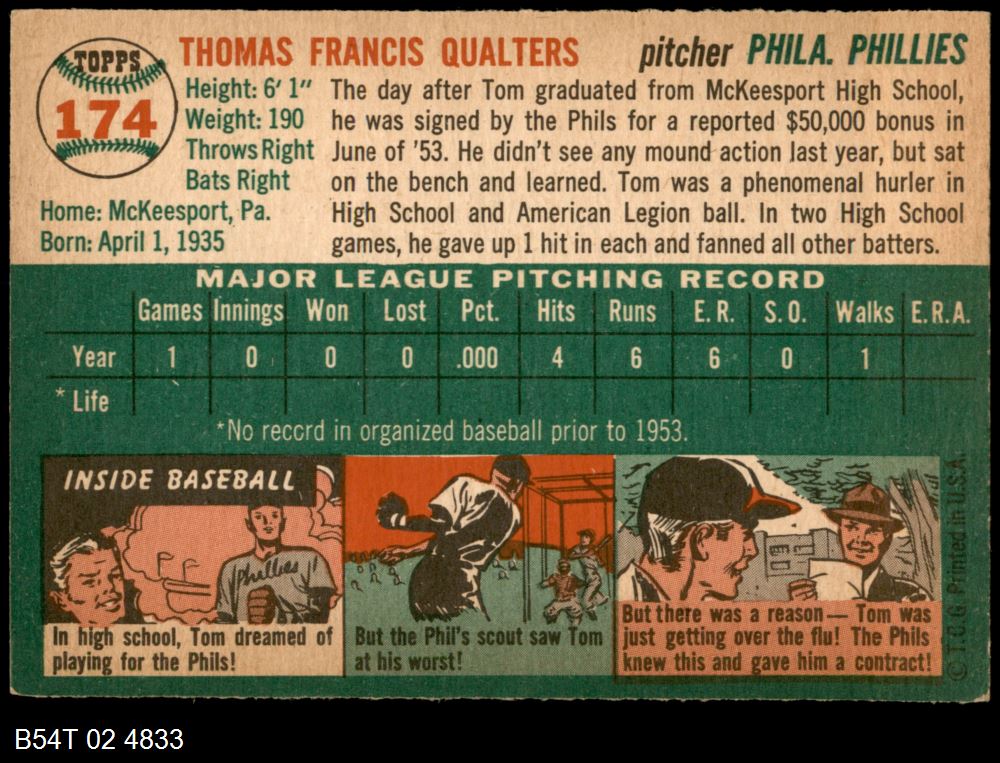 TOPPS
174
THOMAS FRANCIS QUALTERS
pitcher PHILA. PHILLIES
Height: 6' 1"
Weight: 190
Throws Right
Bats Right
Home: McKeesport, Pa.
Born: April 1, 1935
The day after Tom graduated from McKeesport High School,
he was signed by the Phils for a reported $50,000 bonus in
June of '53. He didn't see any mound action last year, but sat
on the bench and learned. Tom was a phenomenal hurler in
High School and American Legion ball. In two High School
games, he gave up 1 hit in each and fanned all other batters.
MAJOR LEAGUE PITCHING RECORD
Games Innings Won Lost Pct. Hits Runs E. R. S. O. Walks E.R.A.
Year 1 0 0 0 .000 4 6 6 0 1
* Life
*No record in organized baseball prior to 1953.
INSIDE BASEBALL
Phillies
In high school, Tom dreamed of
playing for the Phils!
But the Phil's scout saw Tom
at his worst!
But there was a reason — Tom was
just getting over the flu! The Phils
knew this and gave him a contract!
© T.C.G. Printed in U.S.A.
B54T 02 4833